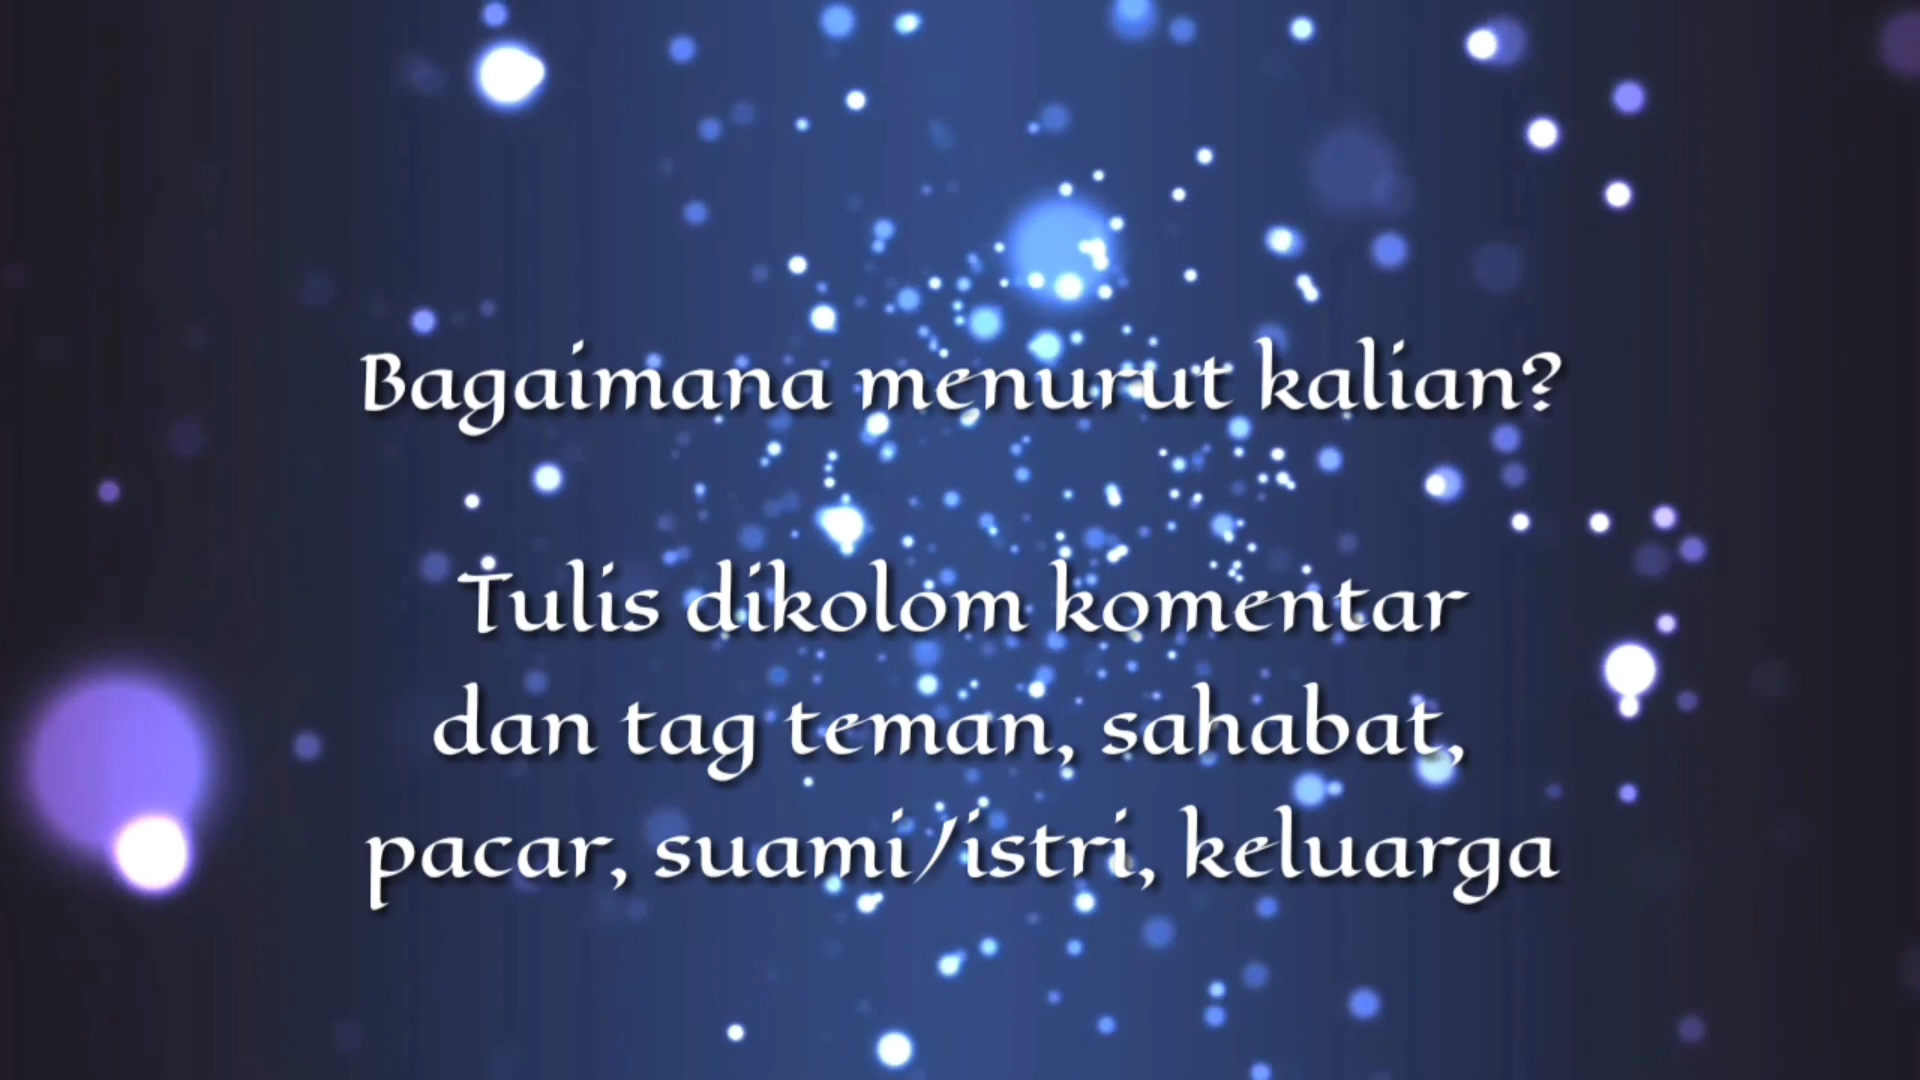 Bagaimana menurut kalian?
Tulis dikolom komentar
dan tag teman, sahabat,
pacar, suami/istri, keluarga